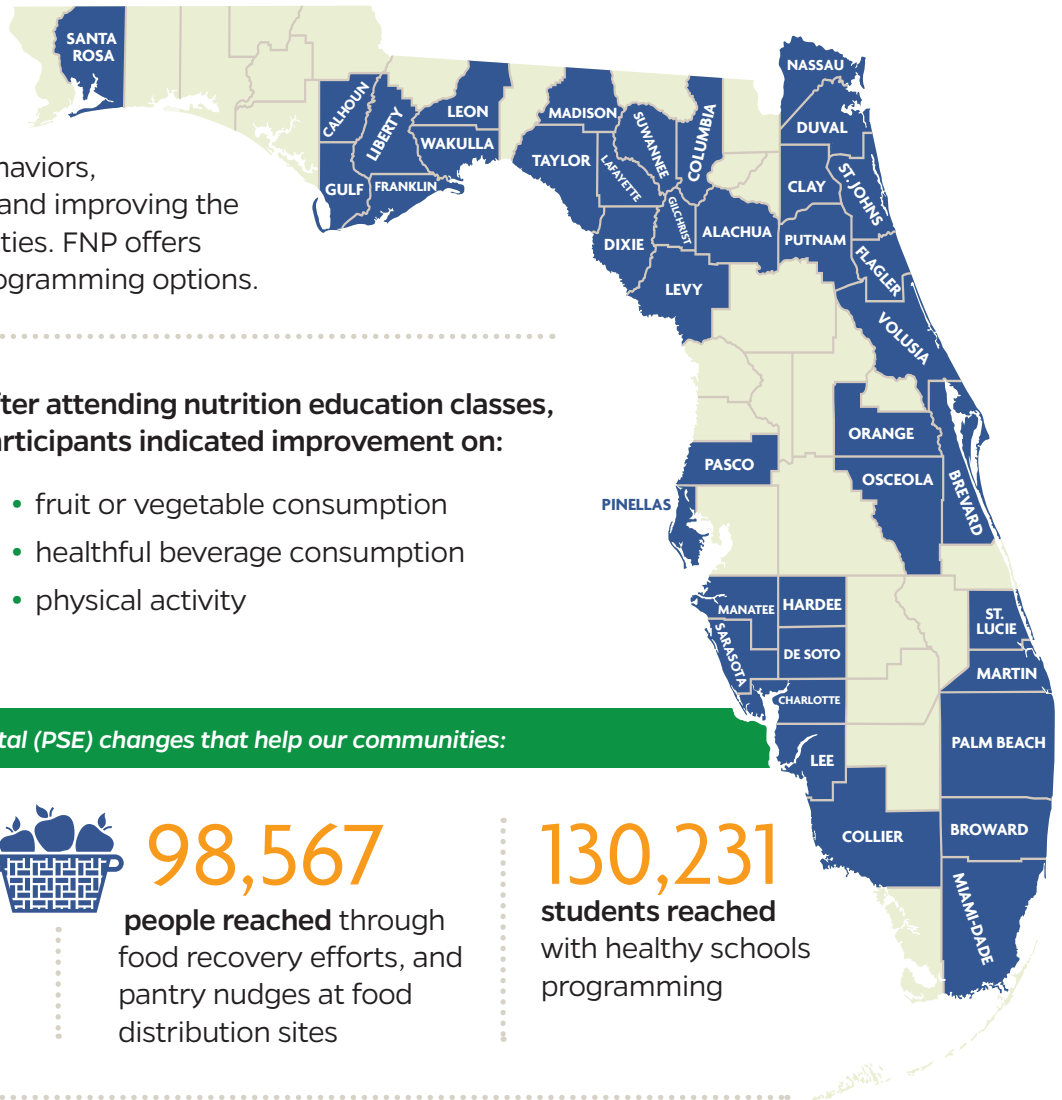 SANTA
ROSA
CALHOUN
LIBERTY
LEON
WAKULLA
GULF
FRANKLIN
MADISON
TAYLOR
LAFAYETTE
SUWANNEE
COLUMBIA
GILCHRIST
DIXIE
ALACHUA
LEVY
NASSAU
DUVAL
CLAY
ST. JOHNS
PUTNAM
FLAGLER
VOLUSIA
ORANGE
OSCEOLA
BREVARD
PASCO
PINELLAS
MANATEE
HARDEE
SARASOTA
DE SOTO
CHARLOTTE
ST.
LUCIE
MARTIN
LEE
PALM BEACH
COLLIER
BROWARD
MIAMI-DADE
haviors,
and improving the
ties. FNP offers
ogramming options.
fter attending nutrition education classes,
articipants indicated improvement on:
• fruit or vegetable consumption
• healthful beverage consumption
• physical activity
tal (PSE) changes that help our communities:
98,567
people reached through
food recovery efforts, and
pantry nudges at food
distribution sites
130,231
students reached
with healthy schools
programming